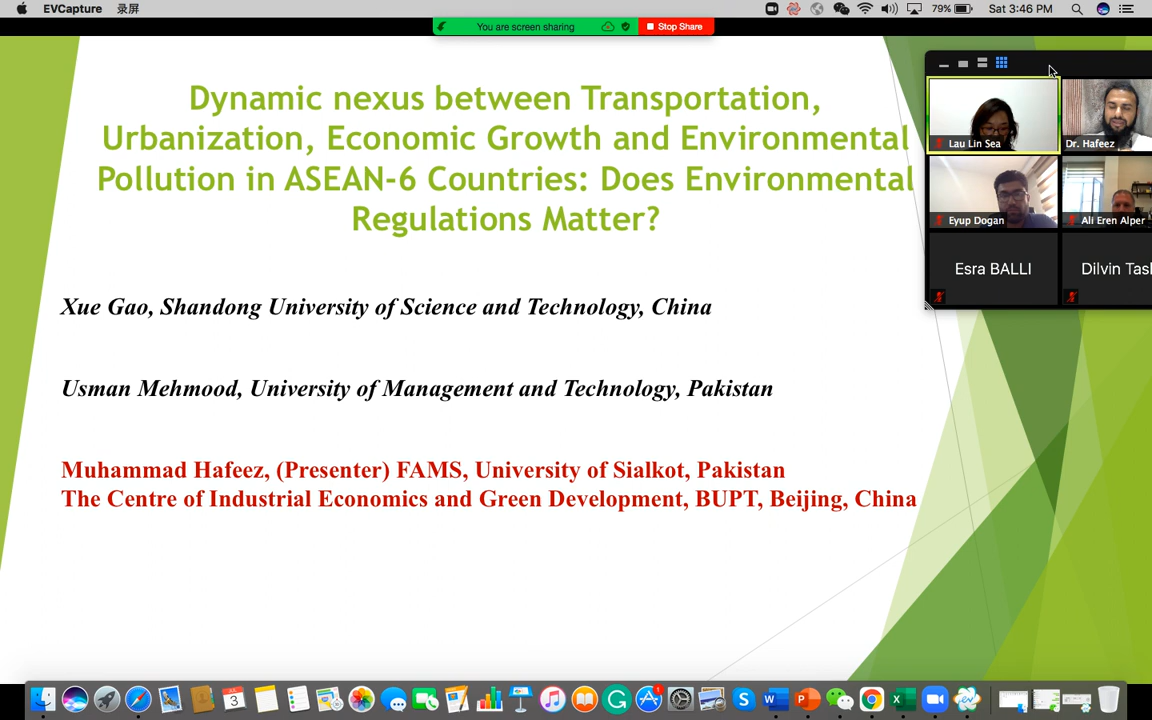 EVCapture 录屏
79% Sat 3:46 PM
You are screen sharing Stop Share
Dynamic nexus between Transportation,
Urbanization, Economic Growth and Environmental
Pollution in ASEAN-6 Countries: Does Environmental
Regulations Matter?
Xue Gao, Shandong University of Science and Technology, China
Usman Mehmood, University of Management and Technology, Pakistan
Muhammad Hafeez, (Presenter) FAMS, University of Sialkot, Pakistan
The Centre of Industrial Economics and Green Development, BUPT, Beijing, China
Lau Lin Sea Dr. Hafeez
Eyup Dogan Ali Eren Alper
Esra BALLI Dilvin Tas
JUL
3